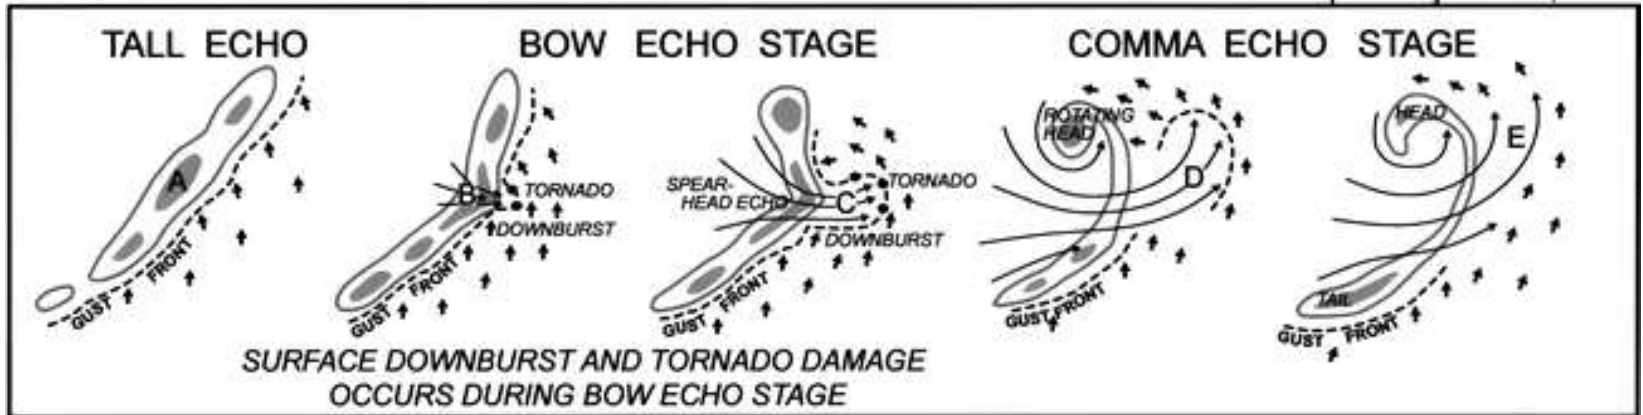 TALL ECHO
BOW ECHO STAGE
COMMA ECHO STAGE
A
GUST FRONT
B
TORNADO
DOWNBURST
GUST FRONT
SPEAR-
HEAD ECHO
C
TORNADO
DOWNBURST
GUST FRONT
ROTATING
HEAD
D
GUST FRONT
HEAD
E
TAIL
GUST FRONT
SURFACE DOWNBURST AND TORNADO DAMAGE
OCCURS DURING BOW ECHO STAGE